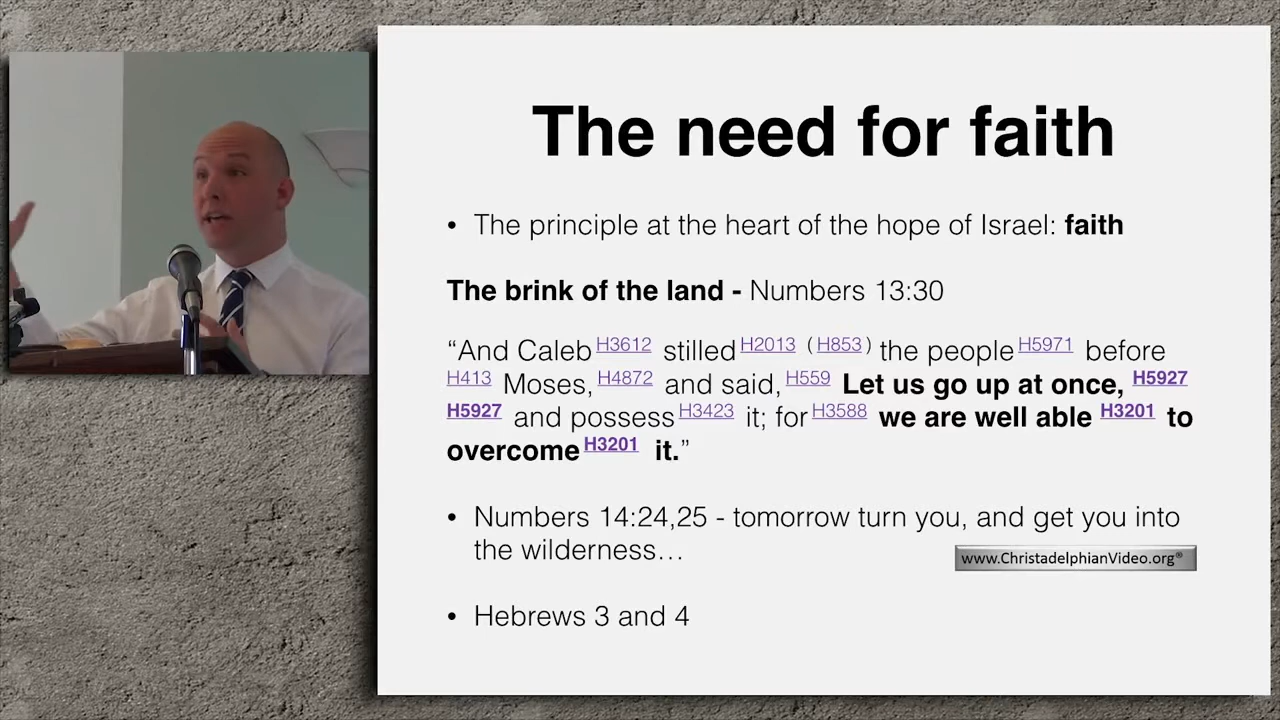 The need for faith
• The principle at the heart of the hope of Israel: faith
The brink of the land - Numbers 13:30
“And Caleb H3612 stilled H2013 (H853) the people H5971 before
H413 Moses, H4872 and said, H559 Let us go up at once, H5927
H5927 and possess H3423 it; for H3588 we are well able H3201 to
overcome H3201 it.”
• Numbers 14:24,25 - tomorrow turn you, and get you into
the wilderness…
www.ChristadelphianVideo.org®
• Hebrews 3 and 4